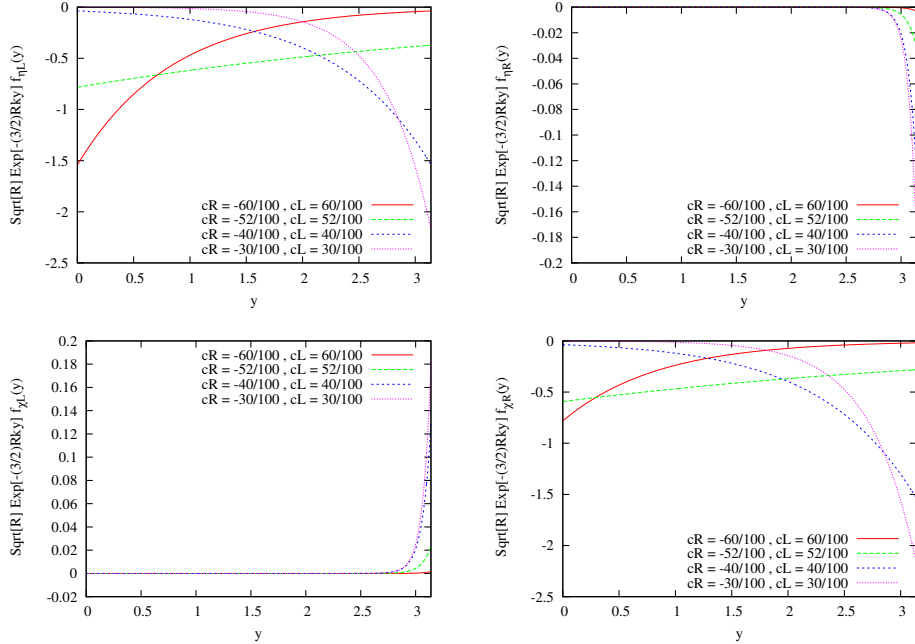 Sqrt[R] Exp[-(3/2)Rky] fηL(y)
0
-0.5
-1
-1.5
-2
-2.5
0 0.5 1 1.5 2 2.5 3
y
cR = -60/100 , cL = 60/100
cR = -52/100 , cL = 52/100
cR = -40/100 , cL = 40/100
cR = -30/100 , cL = 30/100
Sqrt[R] Exp[-(3/2)Rky] fηR(y)
0
-0.02
-0.04
-0.06
-0.08
-0.1
-0.12
-0.14
-0.16
-0.18
-0.2
0 0.5 1 1.5 2 2.5 3
y
cR = -60/100 , cL = 60/100
cR = -52/100 , cL = 52/100
cR = -40/100 , cL = 40/100
cR = -30/100 , cL = 30/100
Sqrt[R] Exp[-(3/2)Rky] fχL(y)
0.2
0.18
0.16
0.14
0.12
0.1
0.08
0.06
0.04
0.02
0
-0.02
0 0.5 1 1.5 2 2.5 3
y
cR = -60/100 , cL = 60/100
cR = -52/100 , cL = 52/100
cR = -40/100 , cL = 40/100
cR = -30/100 , cL = 30/100
Sqrt[R] Exp[-(3/2)Rky] fχR(y)
0
-0.5
-1
-1.5
-2
-2.5
0 0.5 1 1.5 2 2.5 3
y
cR = -60/100 , cL = 60/100
cR = -52/100 , cL = 52/100
cR = -40/100 , cL = 40/100
cR = -30/100 , cL = 30/100